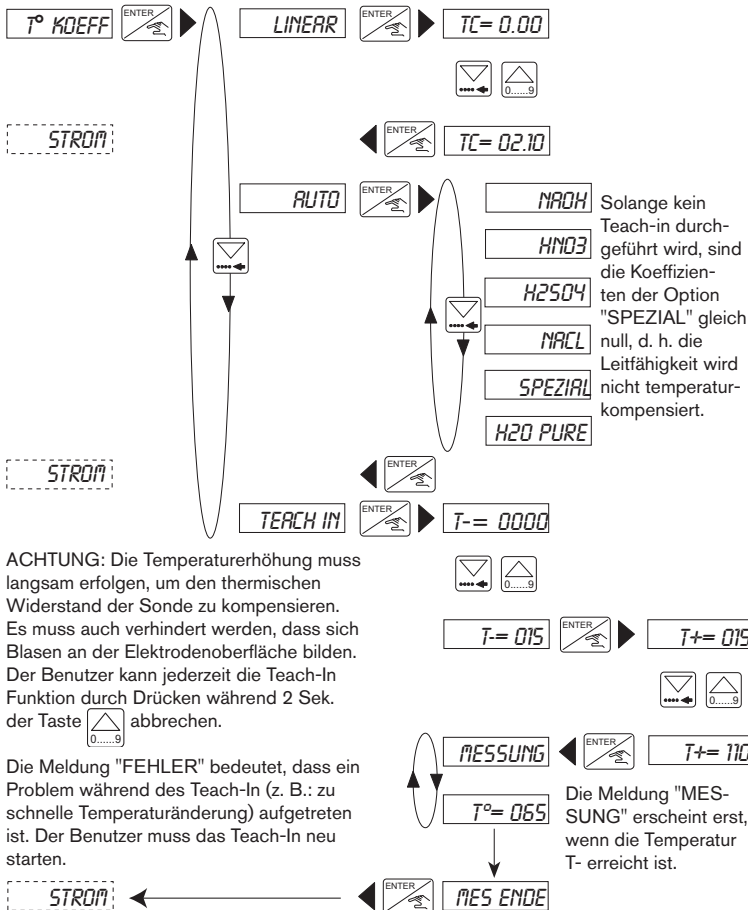 T° KOEFF ENTER LINEAR ENTER TC= 0.00
0......9
STROM ENTER TC= 02.10
AUTO ENTER
NAOH
HNO3
H2SO4
NACL
SPEZIAL
H2O PURE
Solange kein
Teach-in durch-
geführt wird, sind
die Koeffizien-
ten der Option
"SPEZIAL" gleich
null, d. h. die
Leitfähigkeit wird
nicht temperatur-
kompensiert.
STROM ENTER
TEACH IN ENTER T-= 0000
0......9
ACHTUNG: Die Temperaturerhöhung muss
langsam erfolgen, um den thermischen
Widerstand der Sonde zu kompensieren.
Es muss auch verhindert werden, dass sich
Blasen an der Elektrodenoberfläche bilden.
Der Benutzer kann jederzeit die Teach-In
Funktion durch Drücken während 2 Sek.
der Taste 0......9 abbrechen.
T-= 015 ENTER T+= 015
0......9
MESSUNG ENTER T+= 110
T°= 065
Die Meldung "MES-
SUNG" erscheint erst,
wenn die Temperatur
T- erreicht ist.
Die Meldung "FEHLER" bedeutet, dass ein
Problem während des Teach-In (z. B.: zu
schnelle Temperaturänderung) aufgetreten
ist. Der Benutzer muss das Teach-In neu
starten.
STROM ENTER MES ENDE